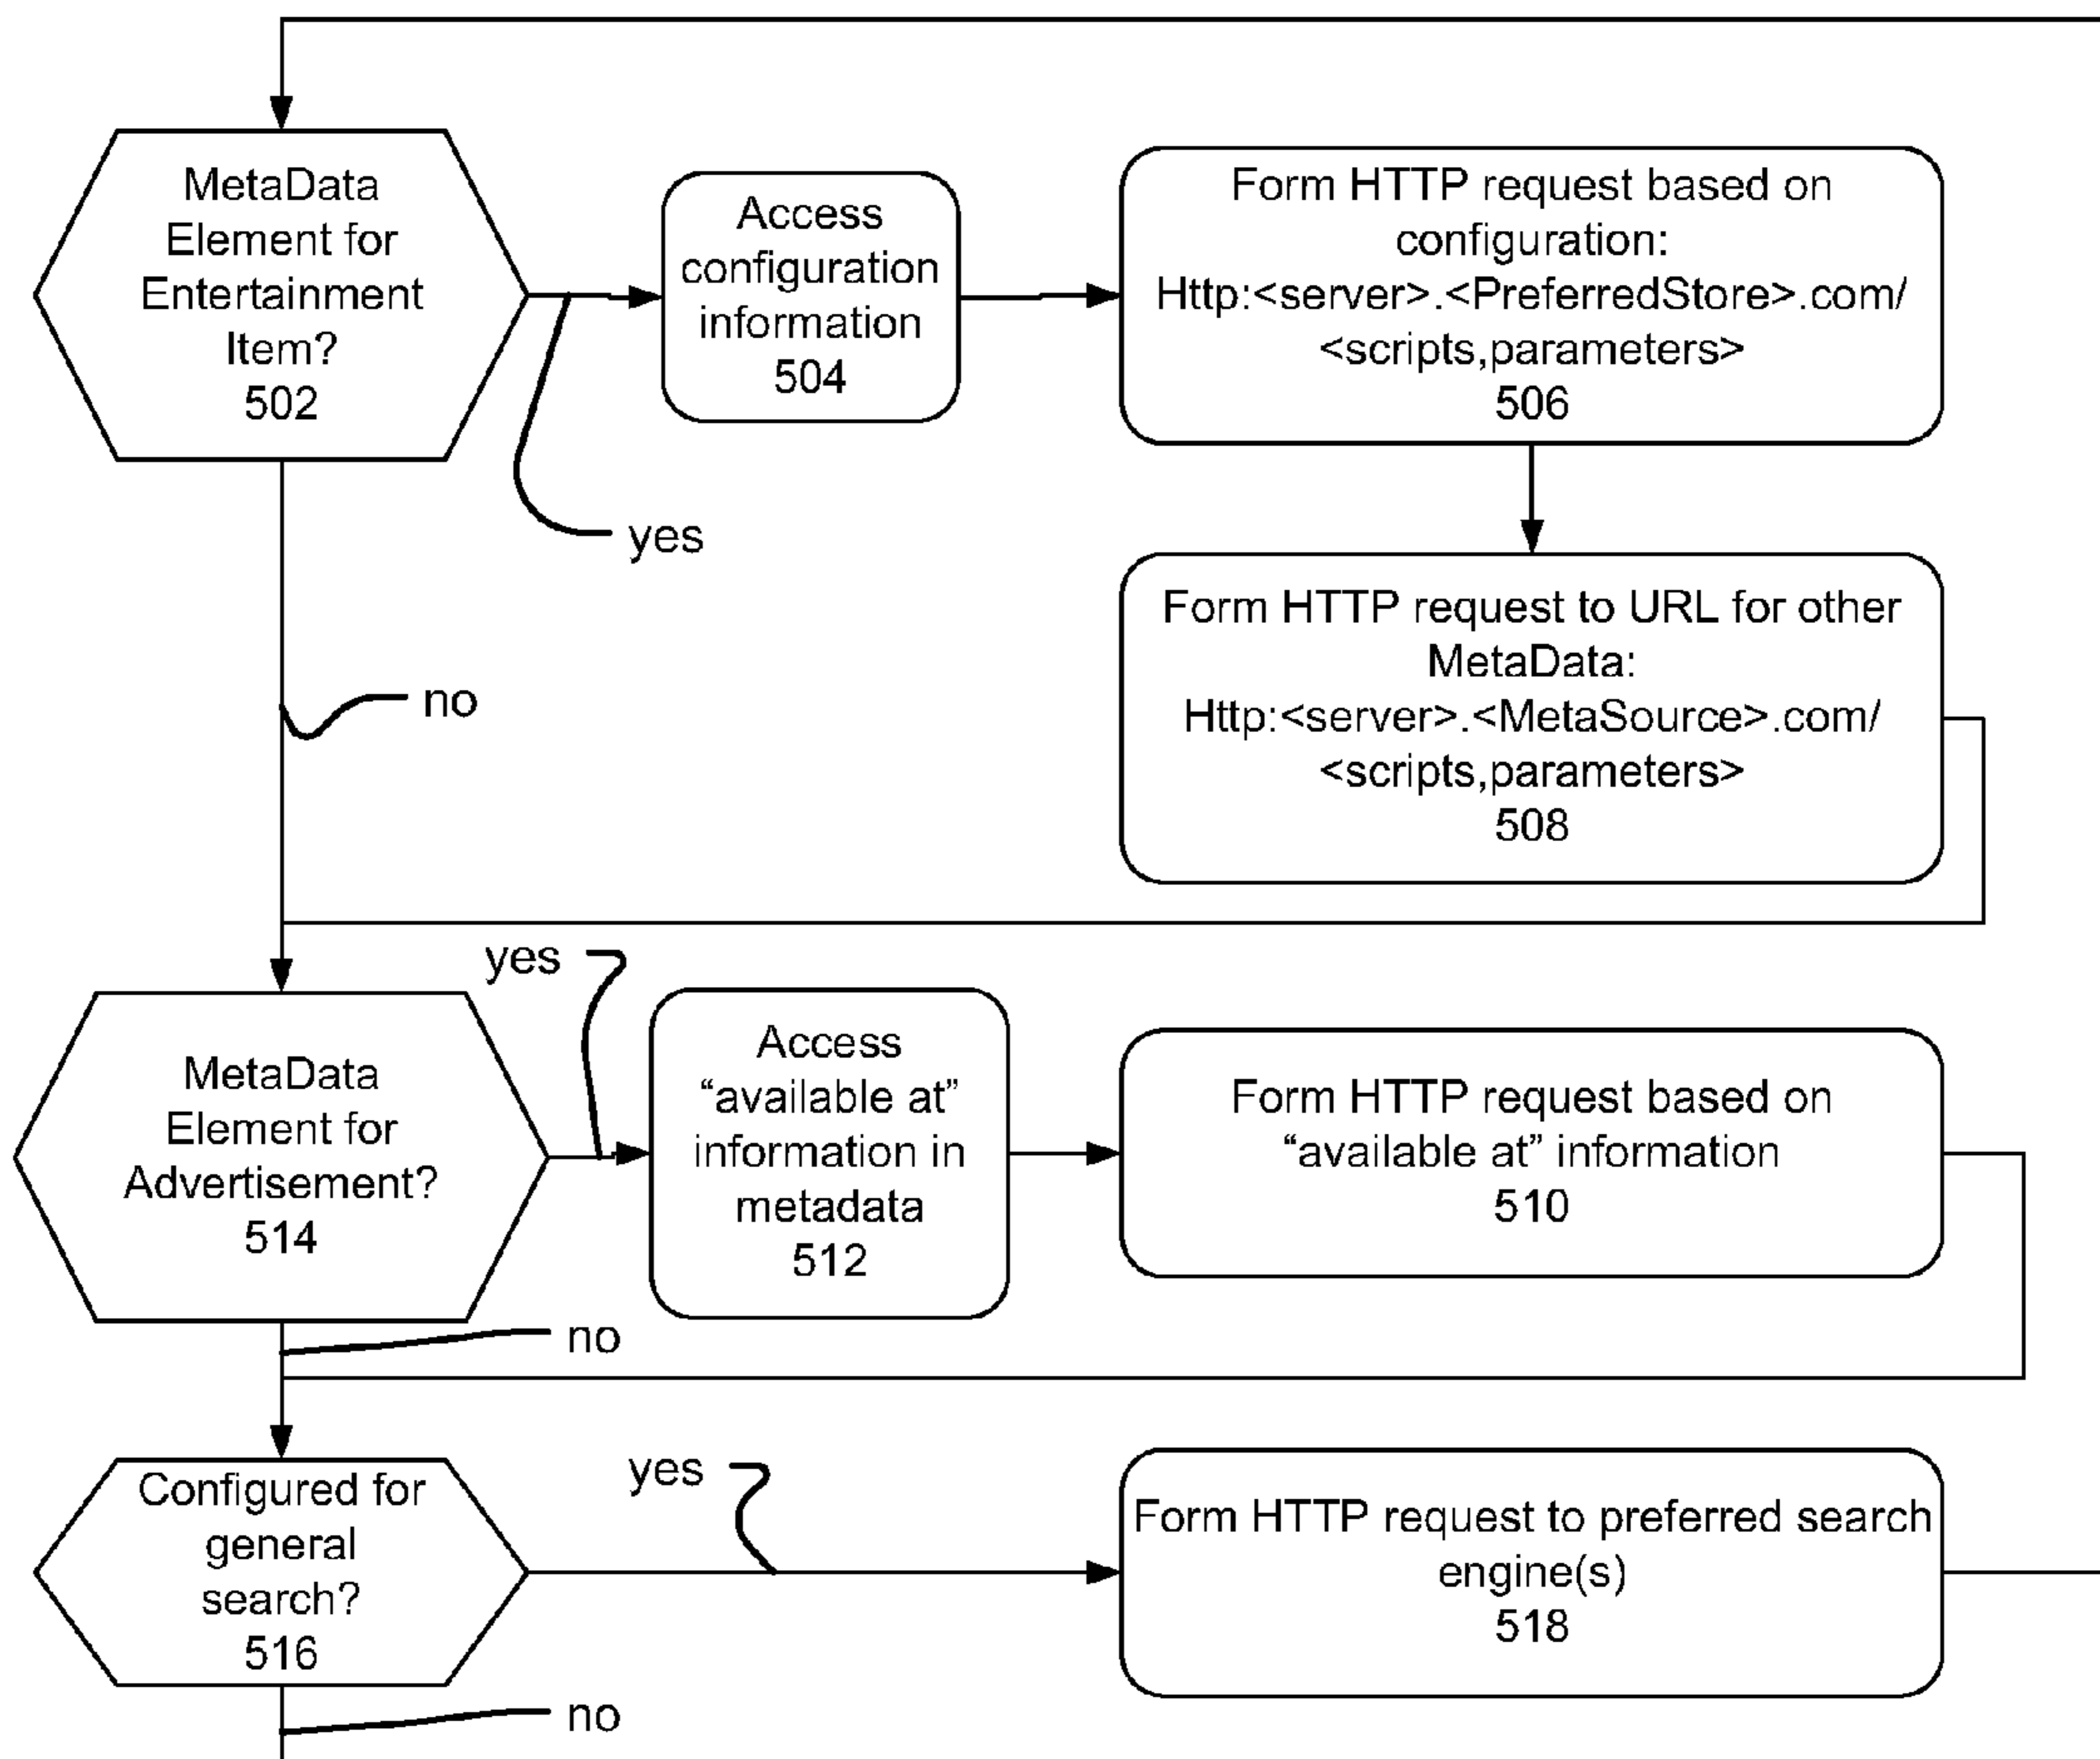 MetaData
Element for
Entertainment
Item?
502
Access
configuration
information
504
Form HTTP request based on
configuration:
Http:<server>.<PreferredStore>.com/
<scripts,parameters>
506
yes
Form HTTP request to URL for other
MetaData:
Http:<server>.<MetaSource>.com/
<scripts,parameters>
508
no
yes
MetaData
Element for
Advertisement?
514
Access
“available at”
information in
metadata
512
Form HTTP request based on
“available at” information
510
no
Configured for
general
search?
516
yes
Form HTTP request to preferred search
engine(s)
518
no